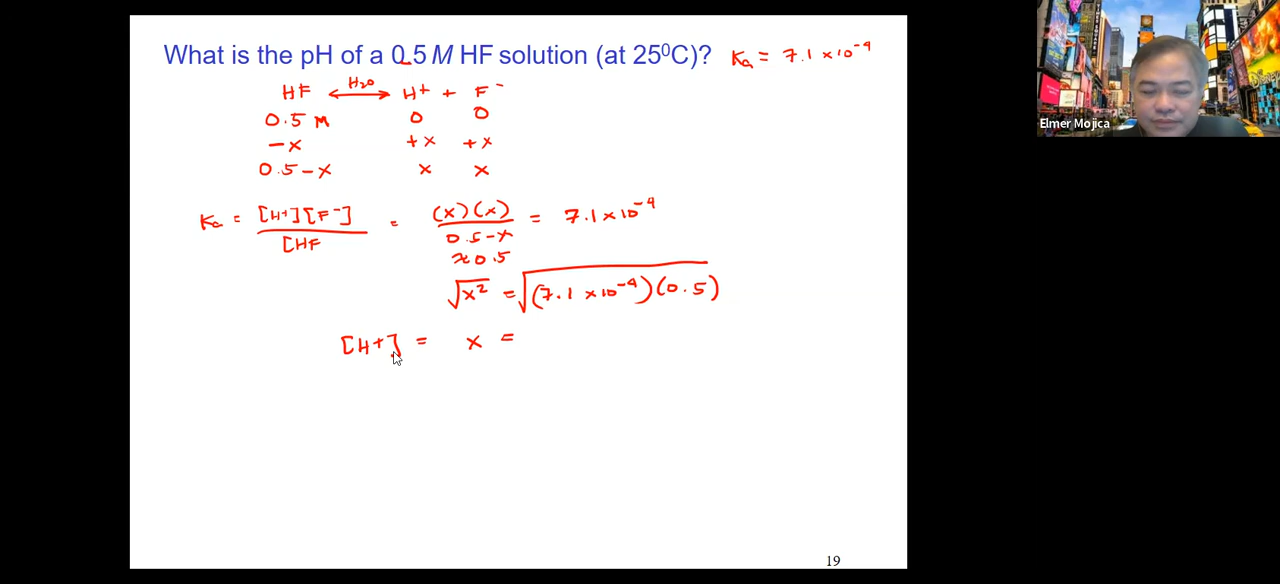 What is the pH of a 0.5 M HF solution (at 25⁰C)? Ka = 7.1 x 10⁻⁴
Elmer Mojica
HF ⟷ H₂O H+ + F⁻
0.5 M 0 0
-x +x +x
0.5-x x x
Ka = [H+][F⁻] / [HF = (x)(x) / 0.5-x = 7.1 x 10⁻⁴
≈ 0.5
√x² = √(7.1 x 10⁻⁴)(0.5)
[H+] = x =
19